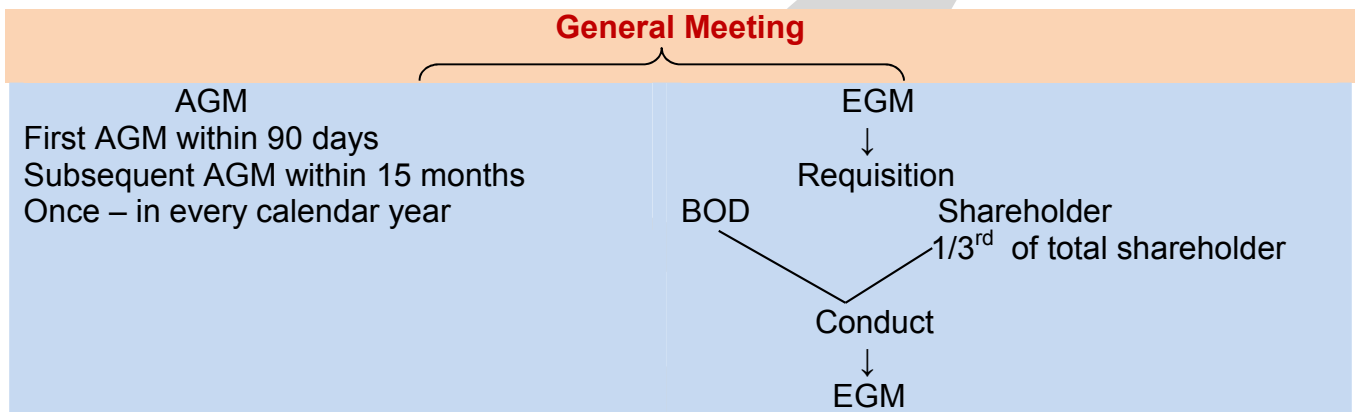 General Meeting
AGM
First AGM within 90 days
Subsequent AGM within 15 months
Once – in every calendar year
EGM
↓
Requisition
BOD Shareholder
1/3rd of total shareholder
Conduct
↓
EGM